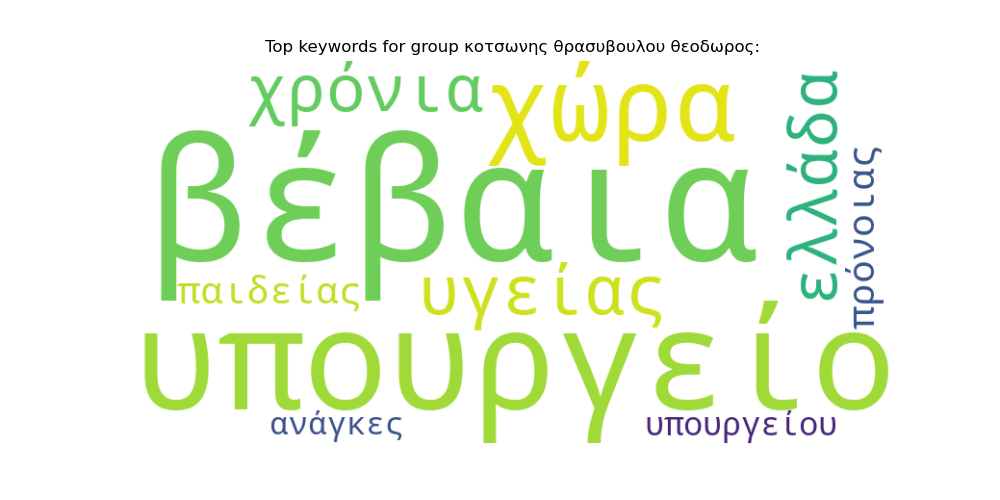 Top keywords for group κοτσωνης θρασυβουλου θεοδωρος:
χρόνια
χώρα
ελλάδα
πρόνοιας
βέβαια
παιδείας
υγείας
υπουργείο
ανάγκες
υπουργείου